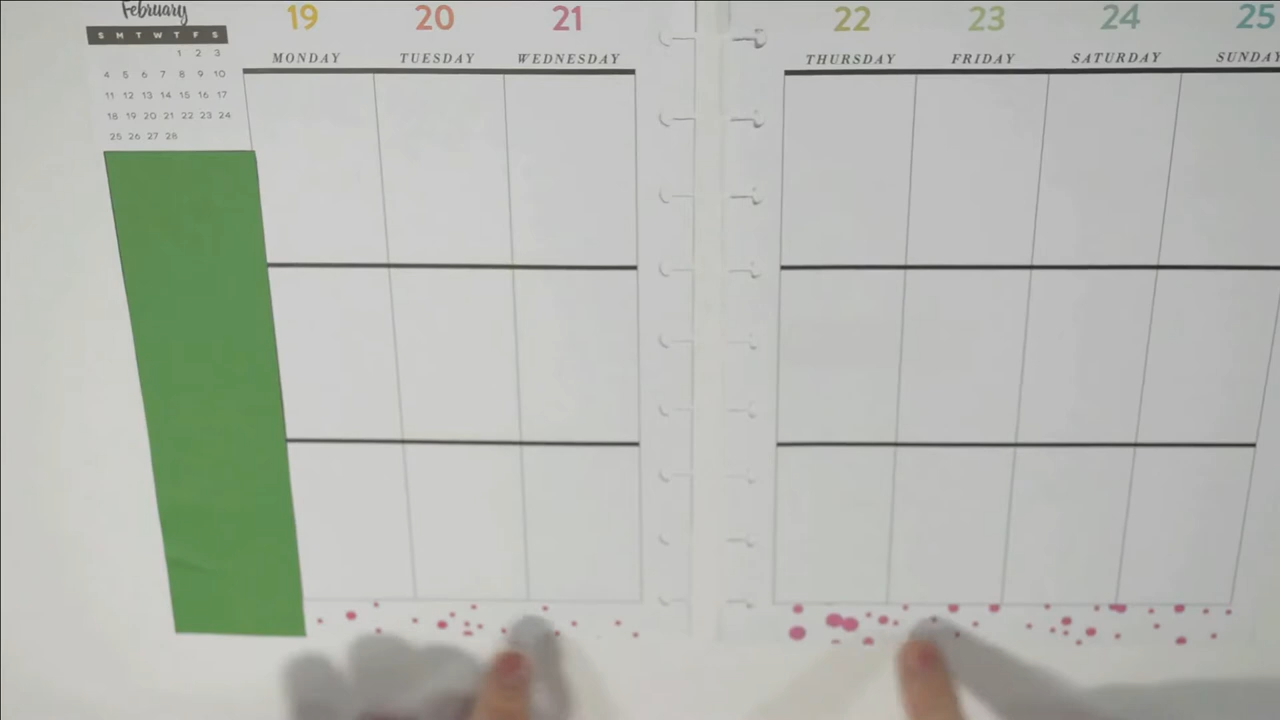 February
S M T W T F S
1 2 3
4 5 6 7 8 9 10
11 12 13 14 15 16 17
18 19 20 21 22 23 24
25 26 27 28
19 20 21 22 23 24 25
MONDAY TUESDAY WEDNESDAY THURSDAY FRIDAY SATURDAY SUNDAY